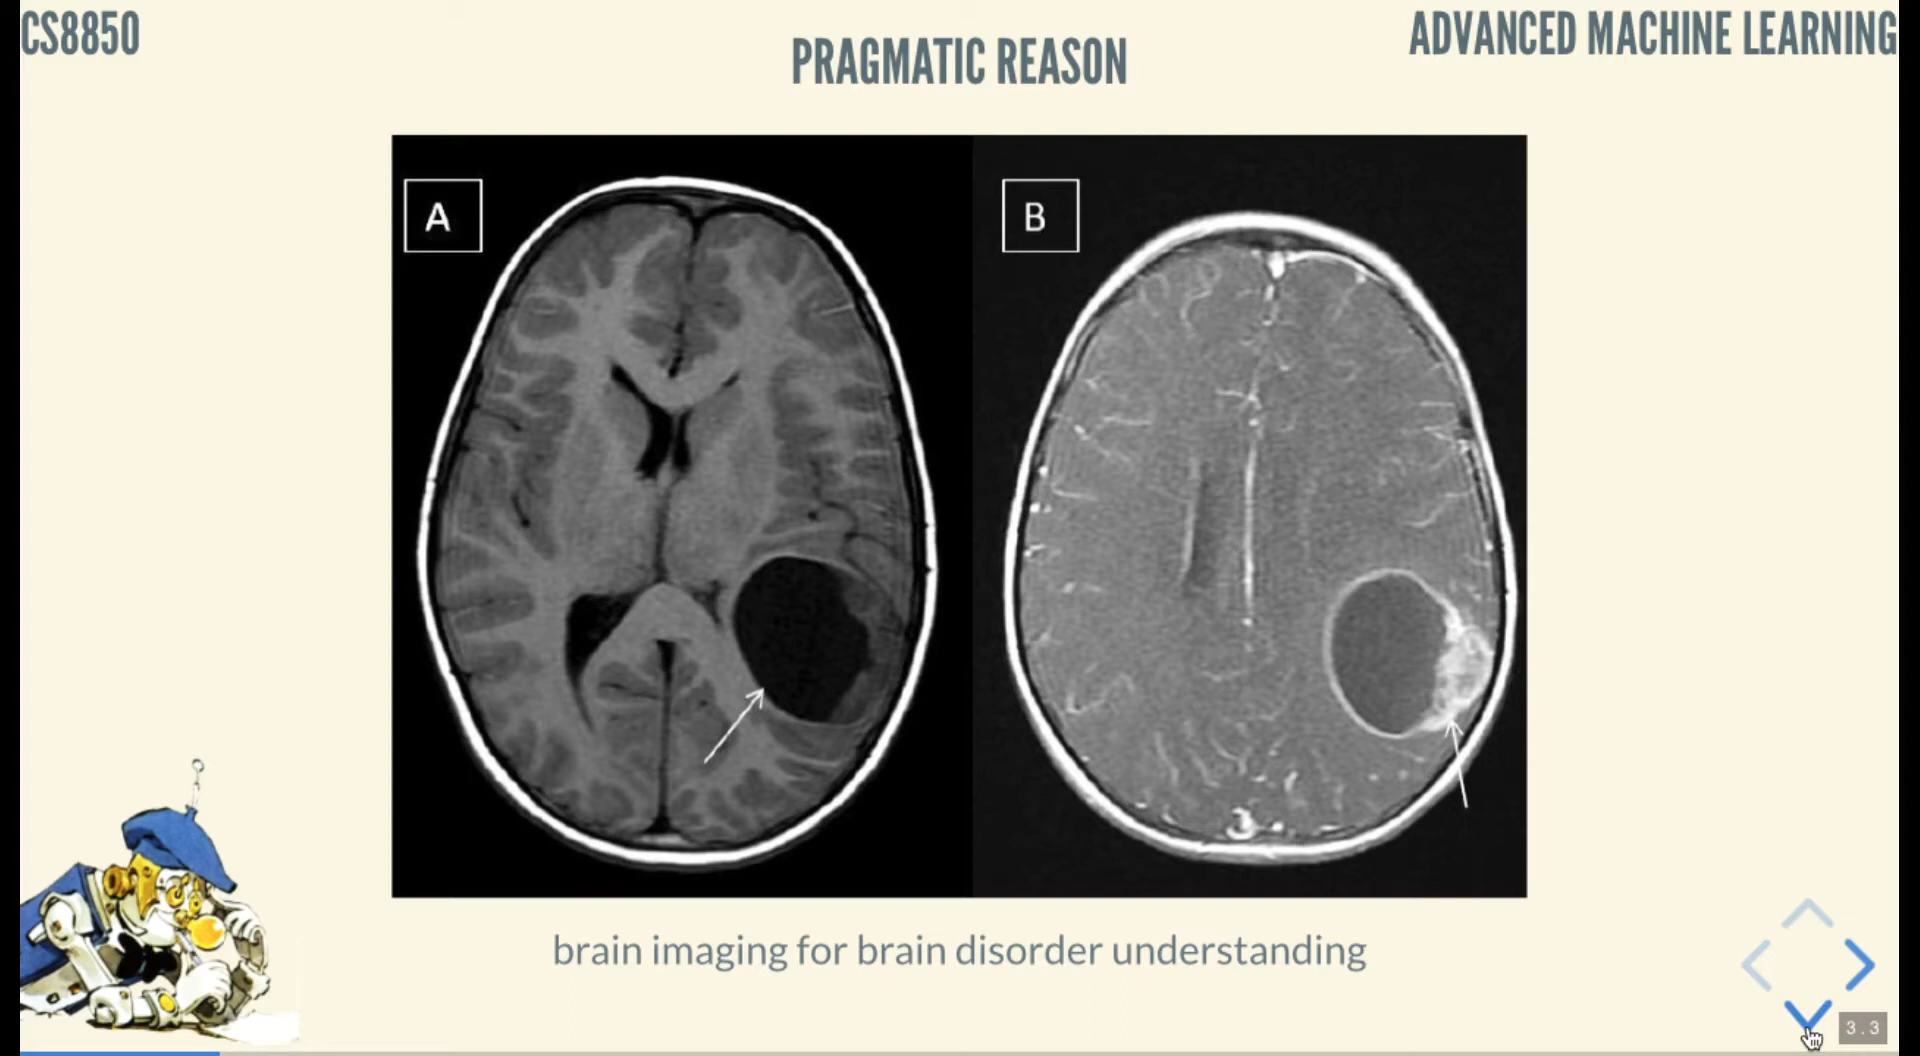 CS8850
PRAGMATIC REASON
ADVANCED MACHINE LEARNING
A
B
brain imaging for brain disorder understanding
3.3